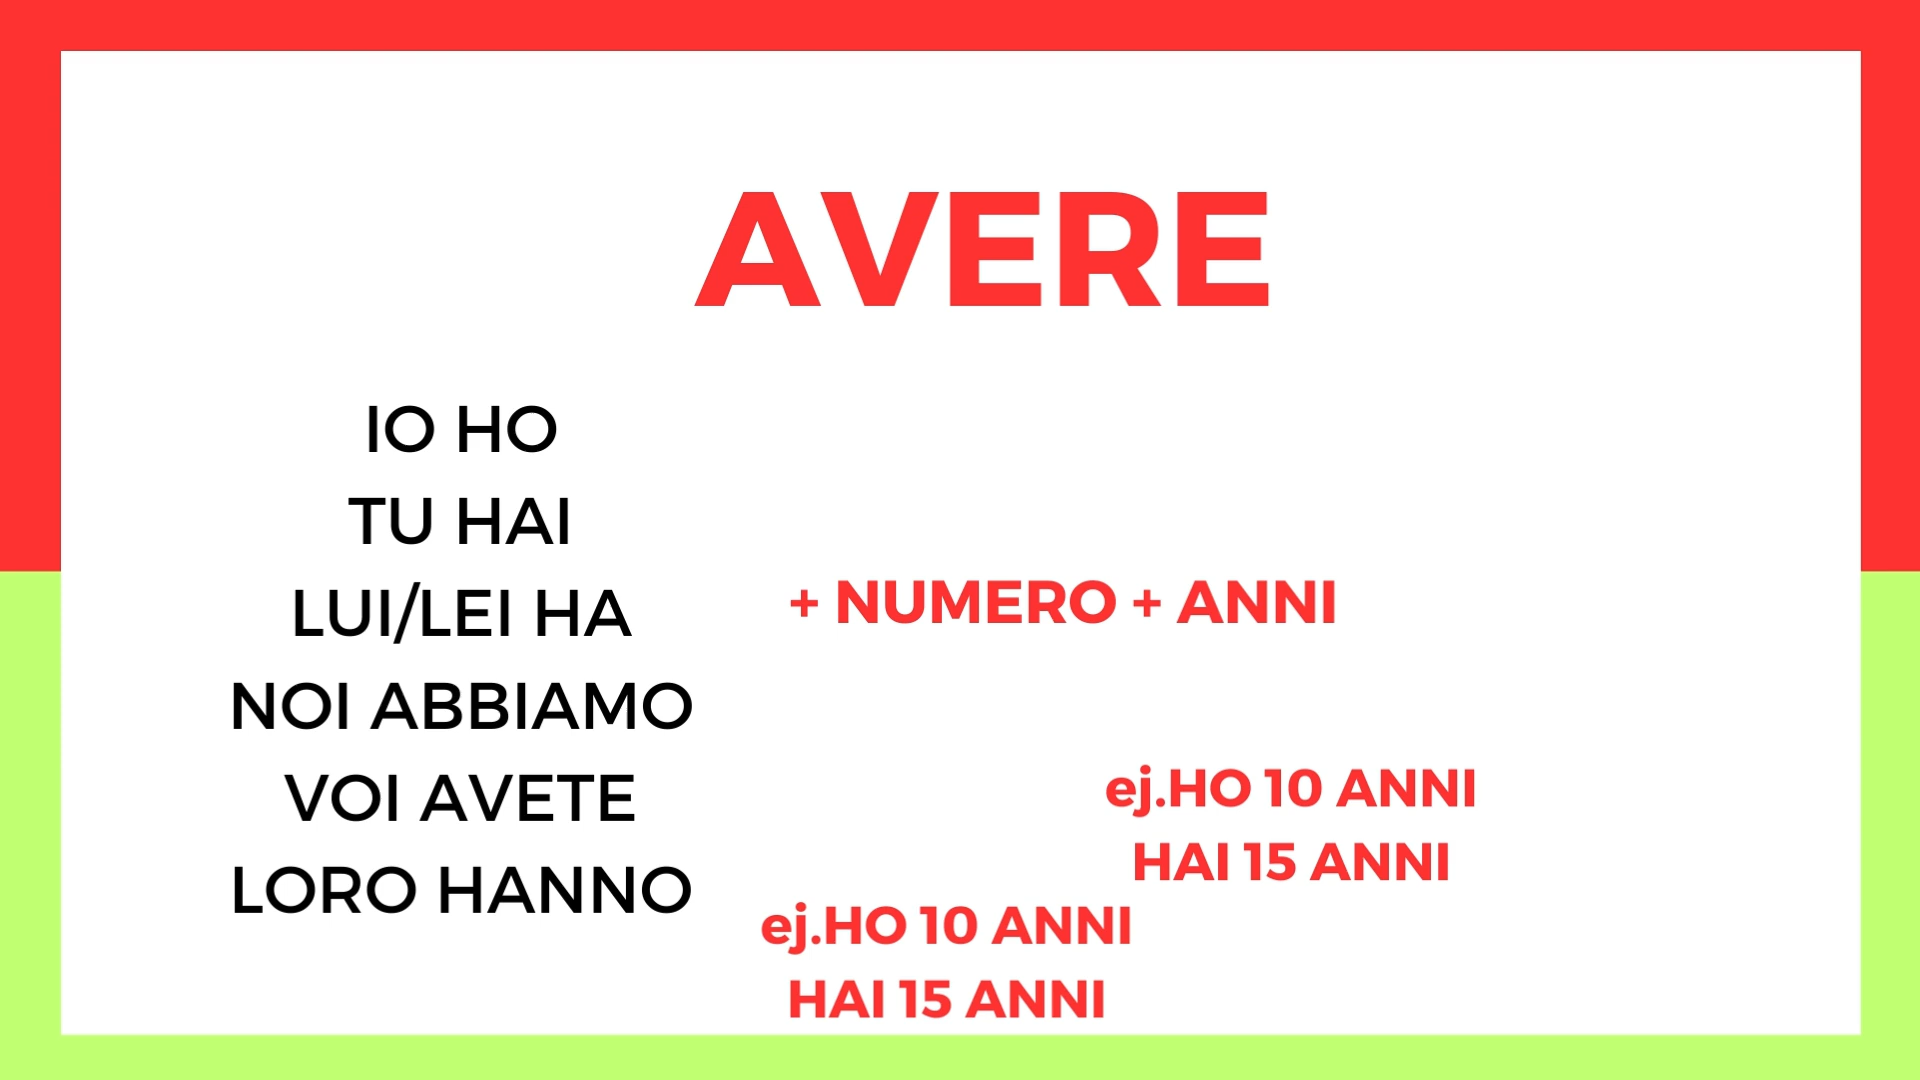 AVERE
IO HO
TU HAI
LUI/LEI HA
NOI ABBIAMO
VOI AVETE
LORO HANNO
+ NUMERO + ANNI
ej.HO 10 ANNI
HAI 15 ANNI
ej.HO 10 ANNI
HAI 15 ANNI